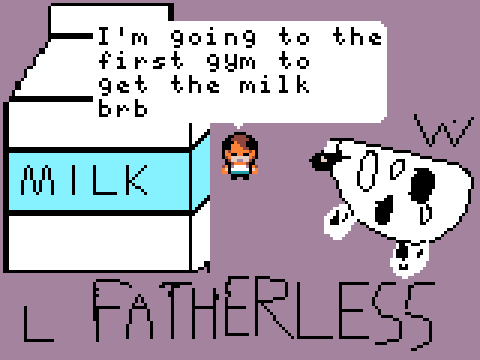 I'm going to the
first gym to
get the milk
brb
W
MILK
L FATHERLESS